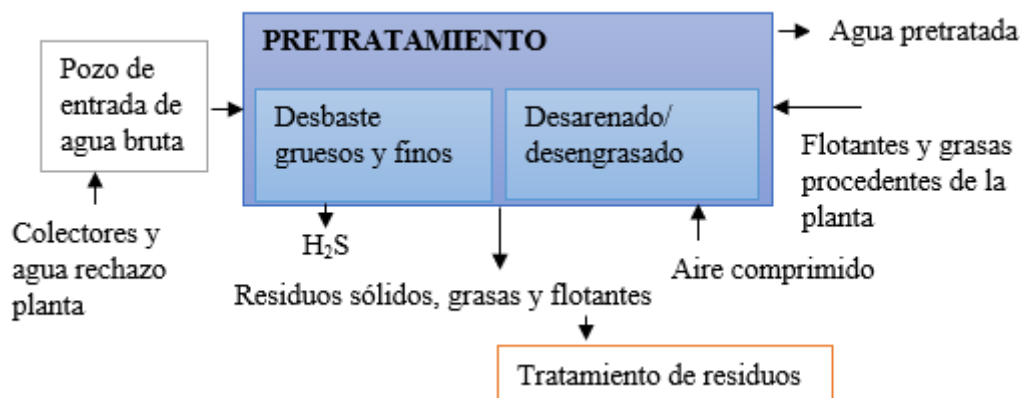 PRETRATAMIENTO
Agua pretratada
Pozo de
entrada de
agua bruta
Desbaste
gruesos y finos
Desarenado/
desengrasado
Flotantes y grasas
procedentes de la
planta
Colectores y
agua rechazo
planta
H₂S
Aire comprimido
Residuos sólidos, grasas y flotantes
Tratamiento de residuos